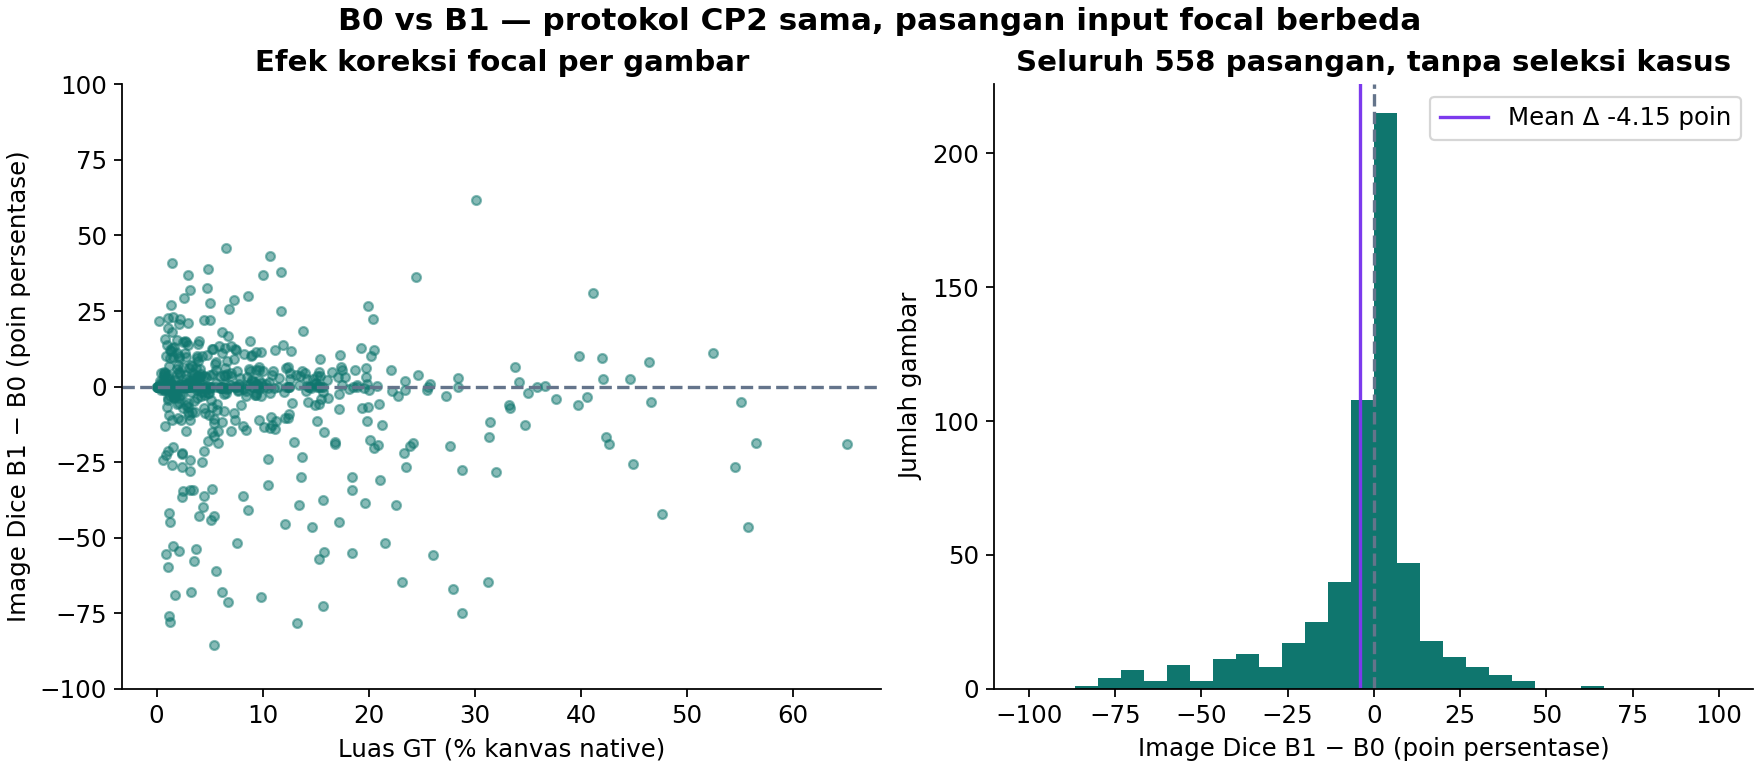 B0 vs B1 — protokol CP2 sama, pasangan input focal berbeda
Efek koreksi focal per gambar
100
75
50
25
0
−25
−50
−75
−100
Image Dice B1 − B0 (poin persentase)
0 10 20 30 40 50 60
Luas GT (% kanvas native)
Seluruh 558 pasangan, tanpa seleksi kasus
Mean Δ -4.15 poin
200
150
100
50
0
Jumlah gambar
−100 −75 −50 −25 0 25 50 75 100
Image Dice B1 − B0 (poin persentase)